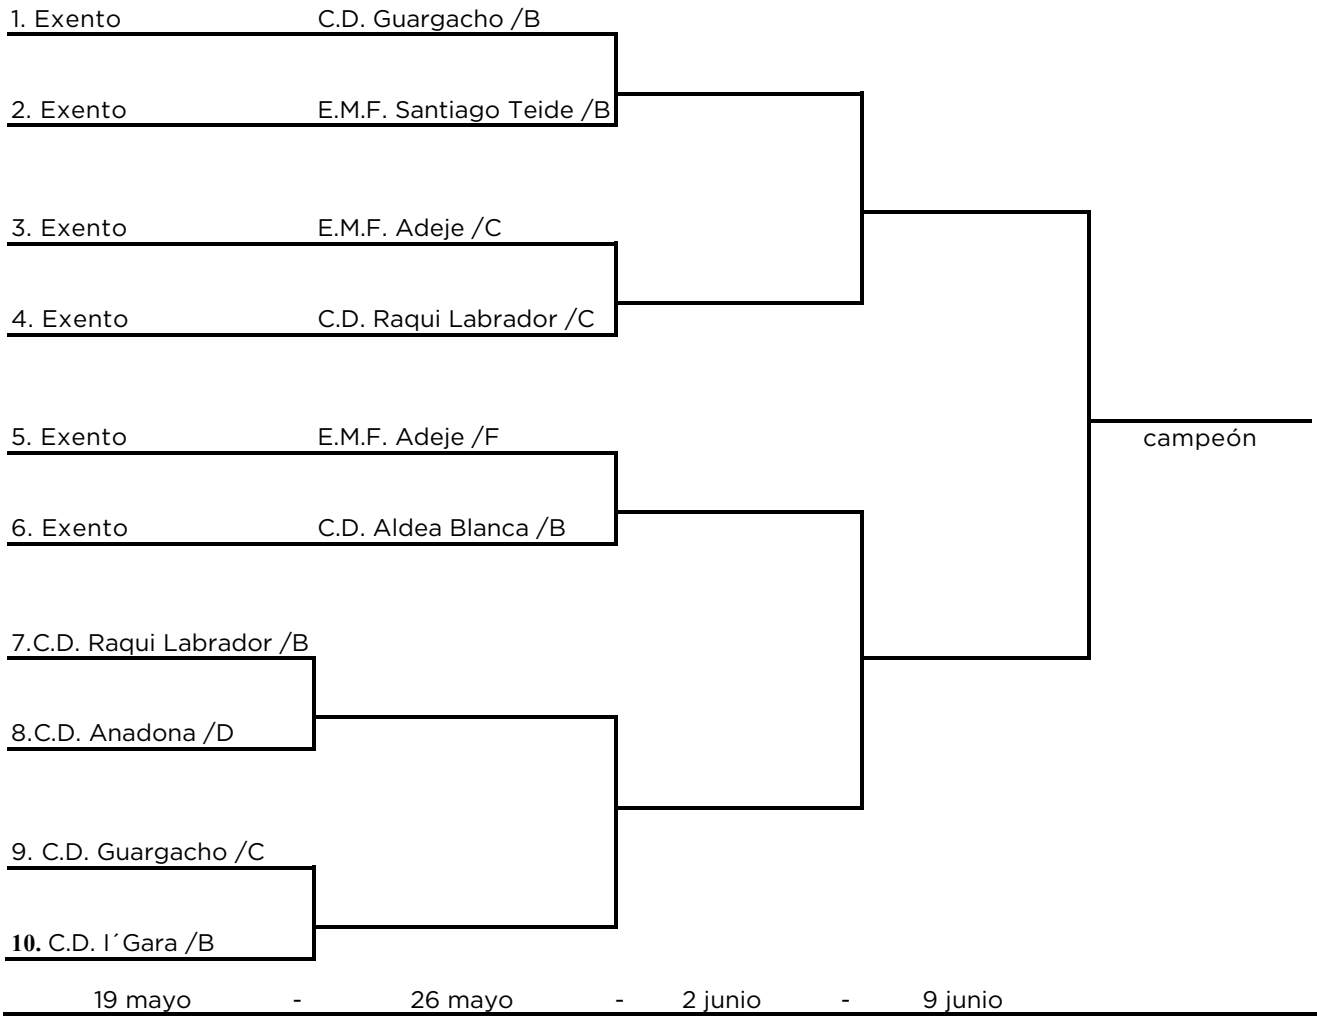 1. Exento C.D. Guargacho /B
2. Exento E.M.F. Santiago Teide /B
3. Exento E.M.F. Adeje /C
4. Exento C.D. Raqui Labrador /C
5. Exento E.M.F. Adeje /F
campeón
6. Exento C.D. Aldea Blanca /B
7.C.D. Raqui Labrador /B
8.C.D. Anadona /D
9. C.D. Guargacho /C
10. C.D. I´Gara /B
19 mayo - 26 mayo - 2 junio - 9 junio